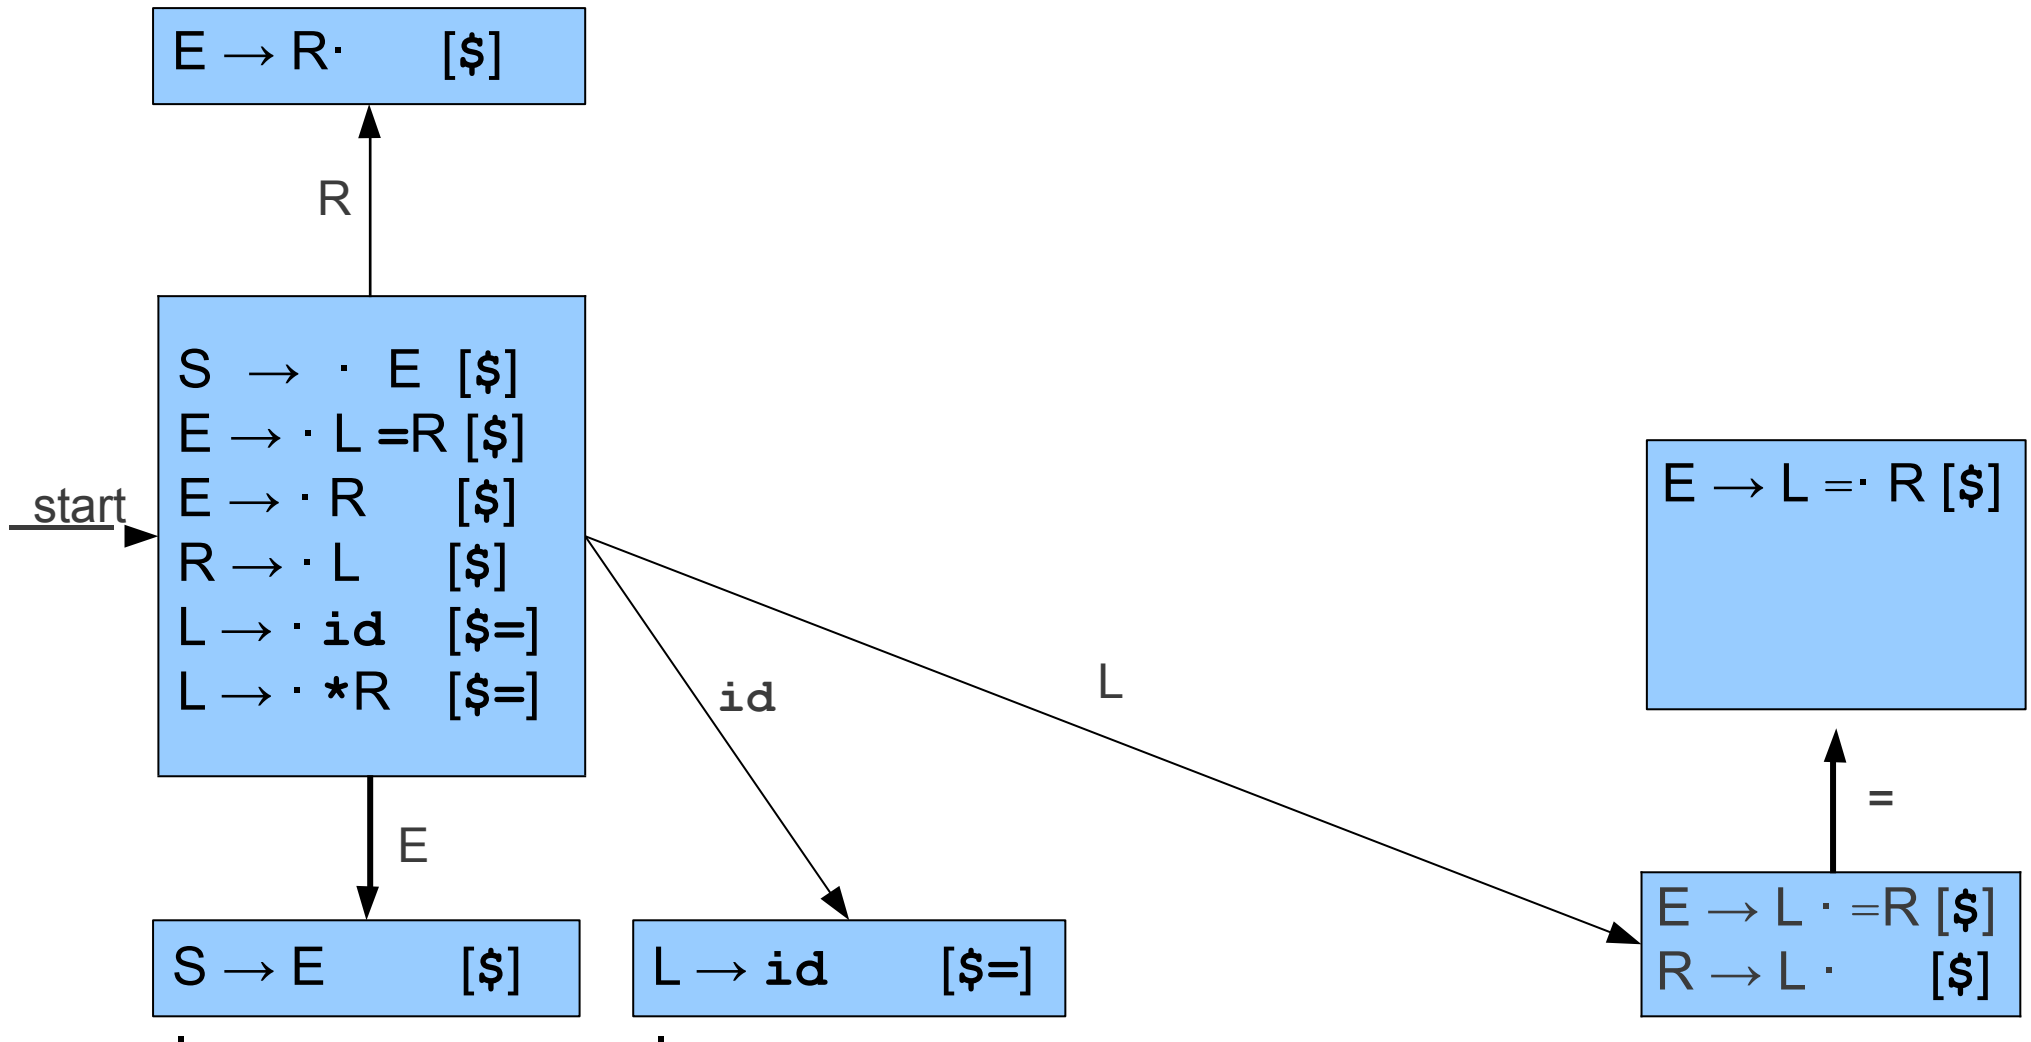 E → R· [$]
R
S → · E [$]
E → · L =R [$]
E → · R [$]
R → · L [$]
L → · id [$=]
L → · *R [$=]
start
E → L =· R [$]
id
L
=
E
E → L · =R [$]
R → L · [$]
S → E [$]
L → id [$=]
·
·